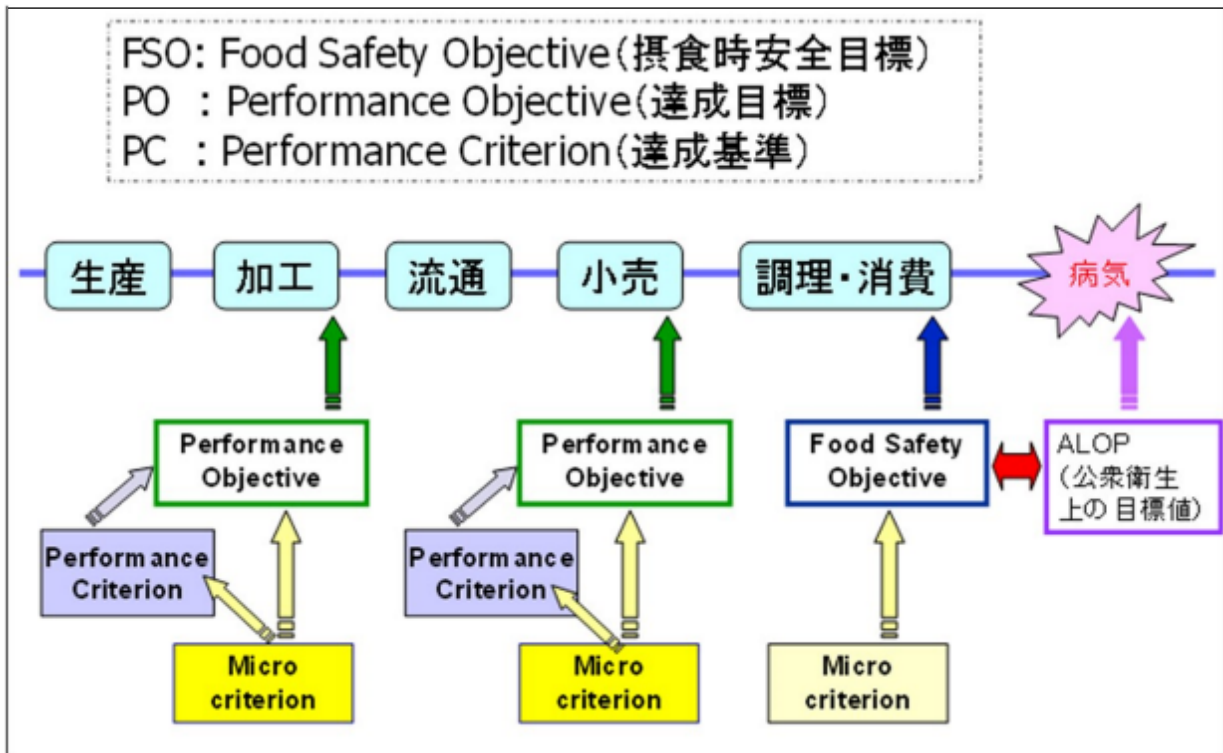 FSO: Food Safety Objective(摂食時安全目標)
PO : Performance Objective(達成目標)
PC : Performance Criterion(達成基準)
生産
加工
流通
小売
調理・消費
病気
Performance
Objective
Performance
Objective
Food Safety
Objective
ALOP
(公衆衛生
上の目標値)
Performance
Criterion
Performance
Criterion
Micro
criterion
Micro
criterion
Micro
criterion